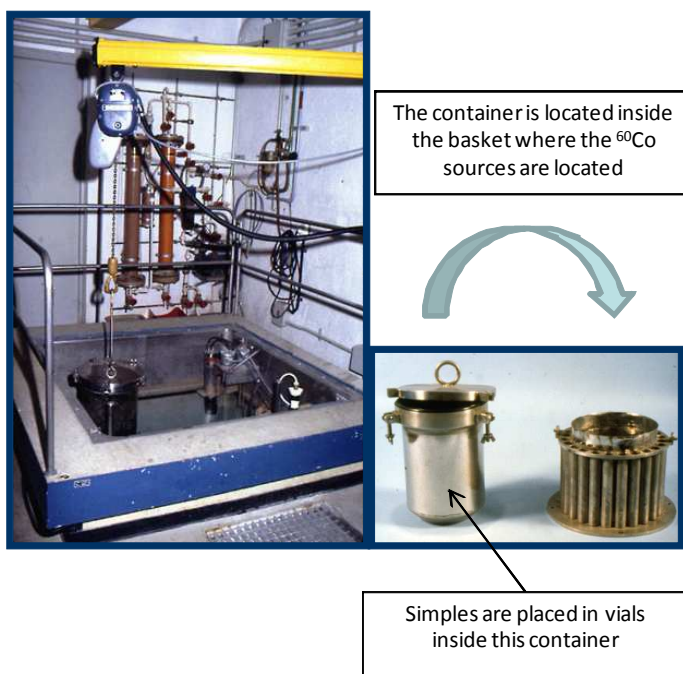 The container is located inside
the basket where the ⁶⁰Co
sources are located
Simples are placed in vials
inside this container